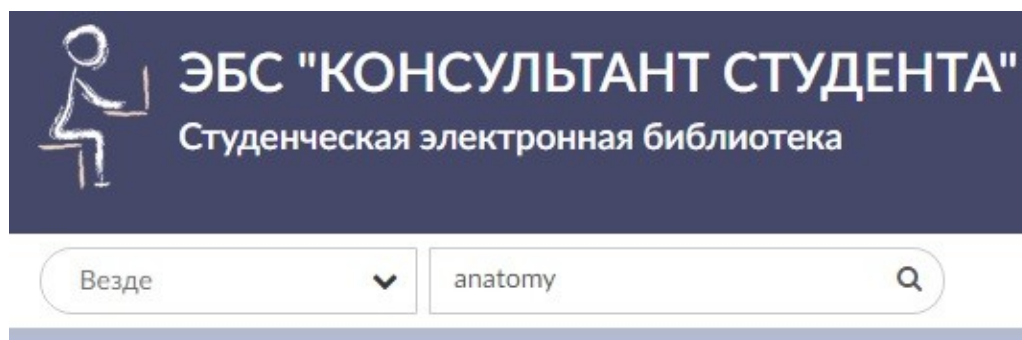 ЭБС "КОНСУЛЬТАНТ СТУДЕНТА"
Студенческая электронная библиотека
Везде
anatomy